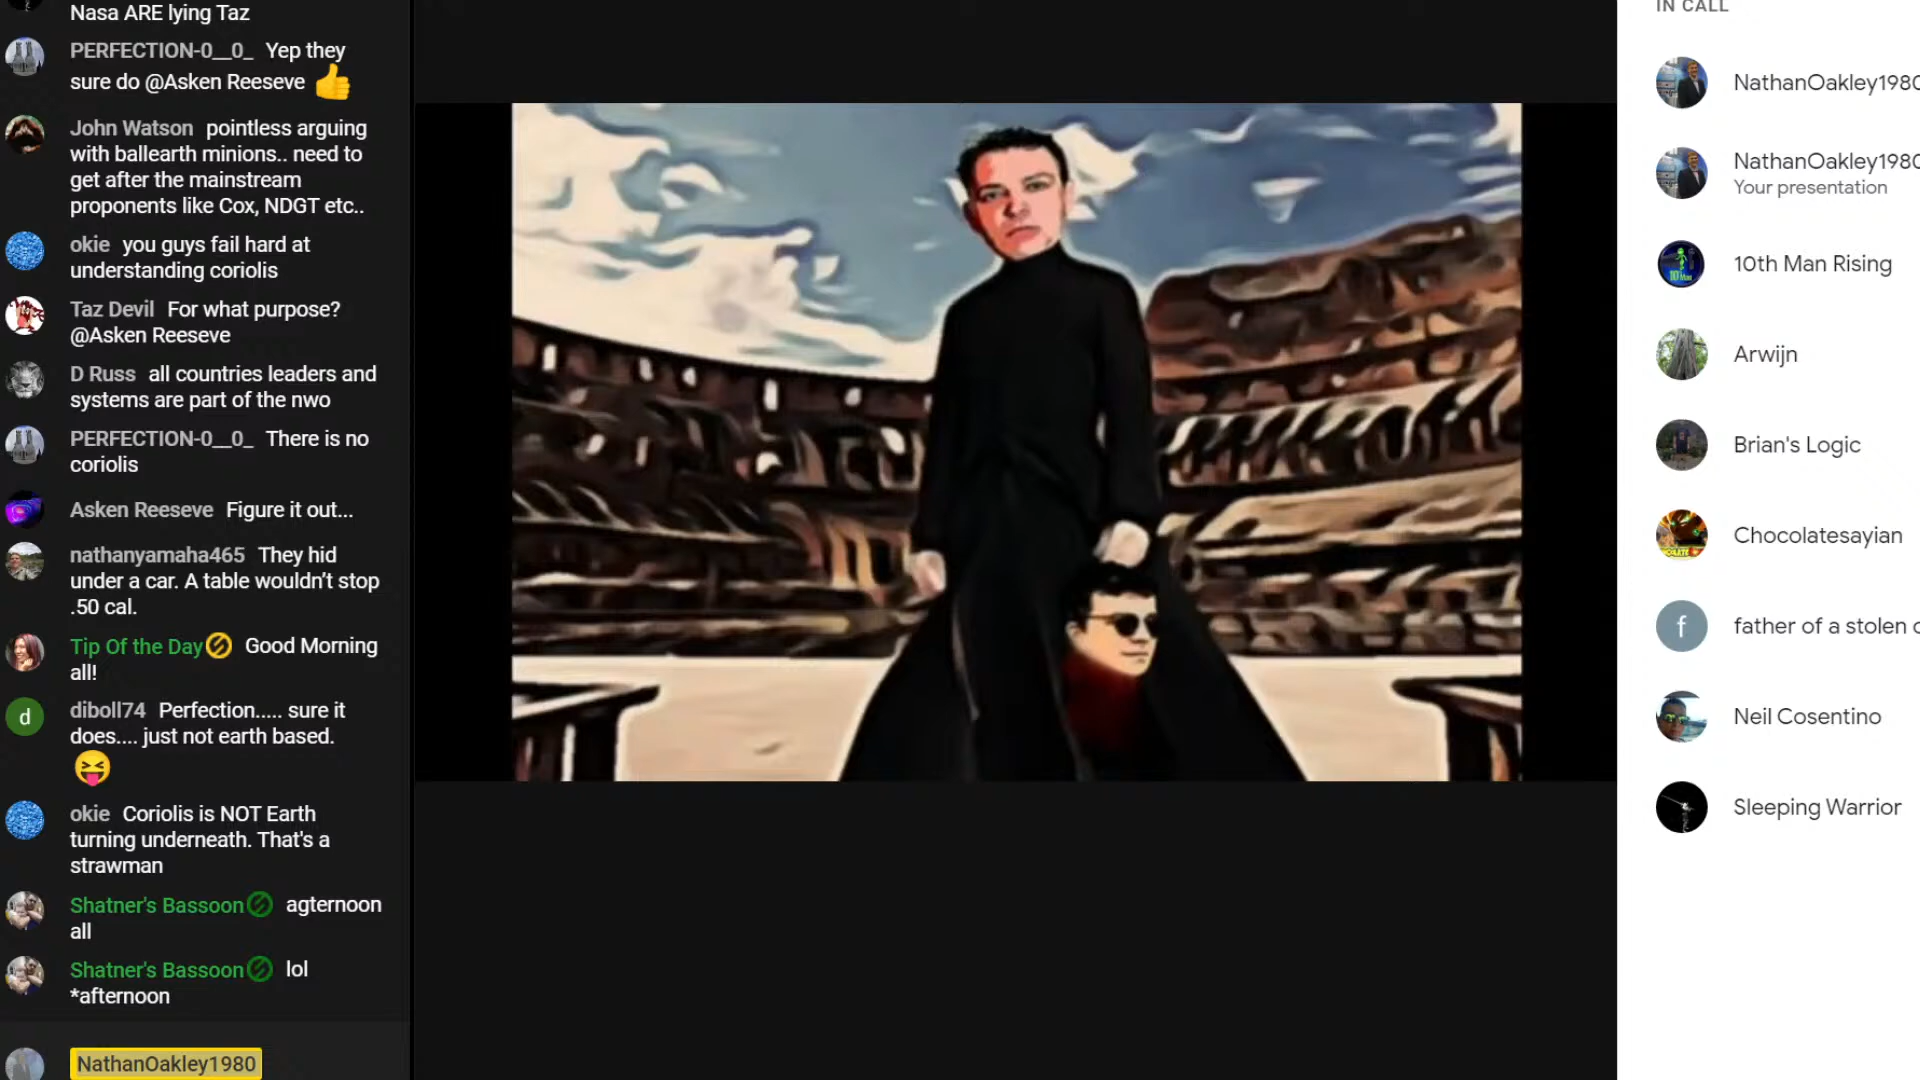 Nasa ARE lying Taz
PERFECTION-0__0_ Yep they
sure do @Asken Reeseve
John Watson pointless arguing
with ballearth minions.. need to
get after the mainstream
proponents like Cox, NDGT etc..
okie you guys fail hard at
understanding coriolis
Taz Devil For what purpose?
@Asken Reeseve
D Russ all countries leaders and
systems are part of the nwo
PERFECTION-0__0_ There is no
coriolis
Asken Reeseve Figure it out...
nathanyamaha465 They hid
under a car. A table wouldn't stop
.50 cal.
Tip Of the Day Good Morning
all!
d
diboll74 Perfection..... sure it
does.... just not earth based.
okie Coriolis is NOT Earth
turning underneath. That's a
strawman
Shatner's Bassoon agternoon
all
Shatner's Bassoon lol
*afternoon
NathanOakley1980
IN CALL
NathanOakley1980
NathanOakley1980
Your presentation
10th Man Rising
Arwijn
Brian's Logic
Chocolatesayian
f
father of a stolen
Neil Cosentino
Sleeping Warrior